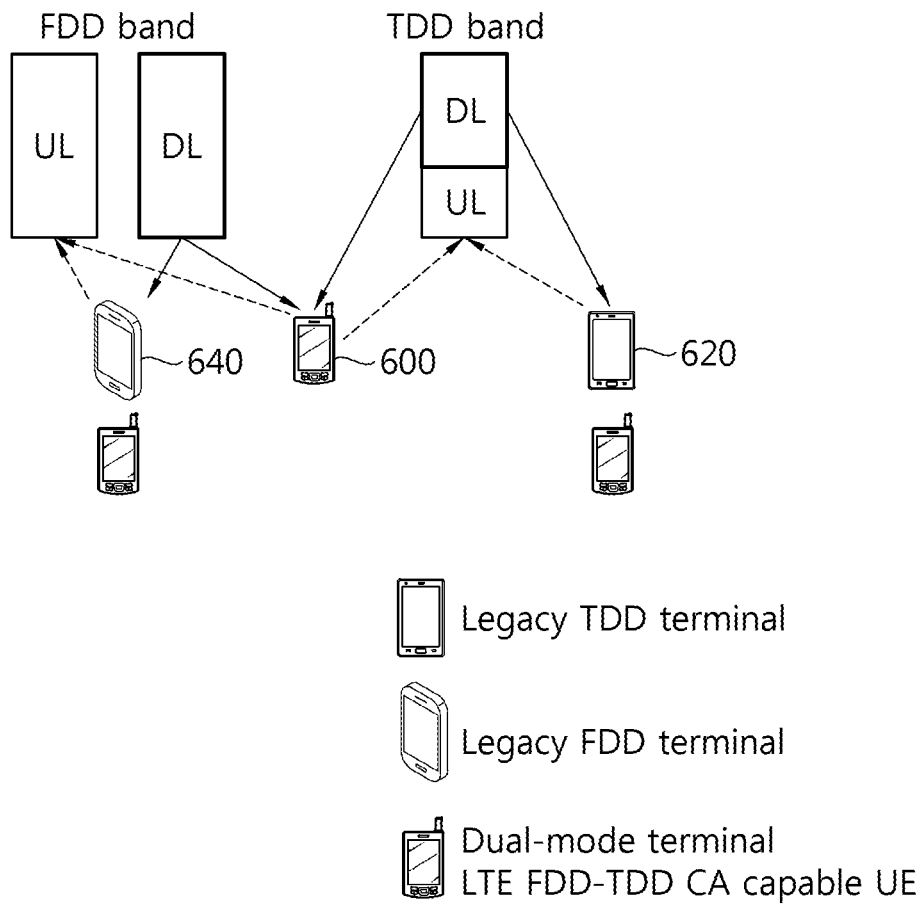 FDD band
TDD band
UL
DL
DL
UL
640
600
620
Legacy TDD terminal
Legacy FDD terminal
Dual-mode terminal
LTE FDD-TDD CA capable UE